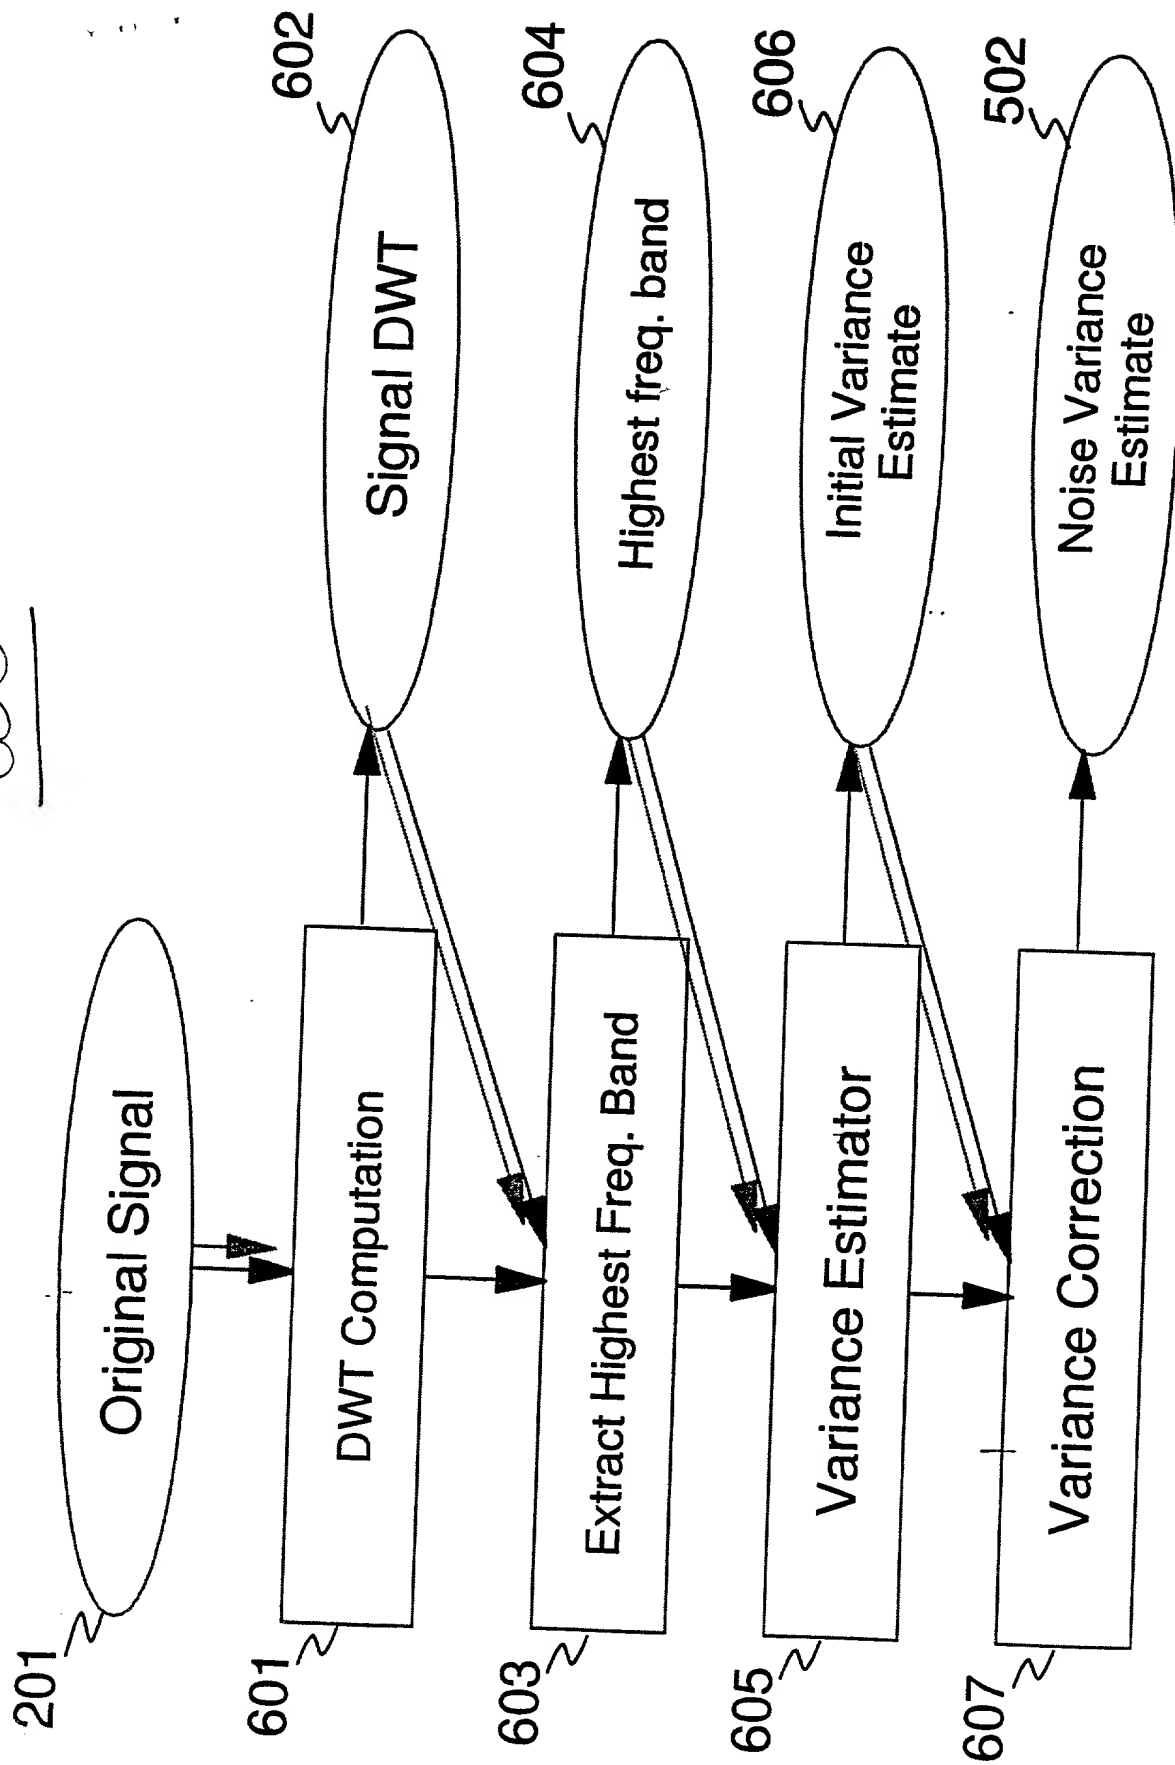 201
Original Signal
601
DWT Computation
602
Signal DWT
603
Extract Highest Freq. Band
604
Highest freq. band
605
Variance Estimator
606
Initial Variance
Estimate
607
Variance Correction
502
Noise Variance
Estimate